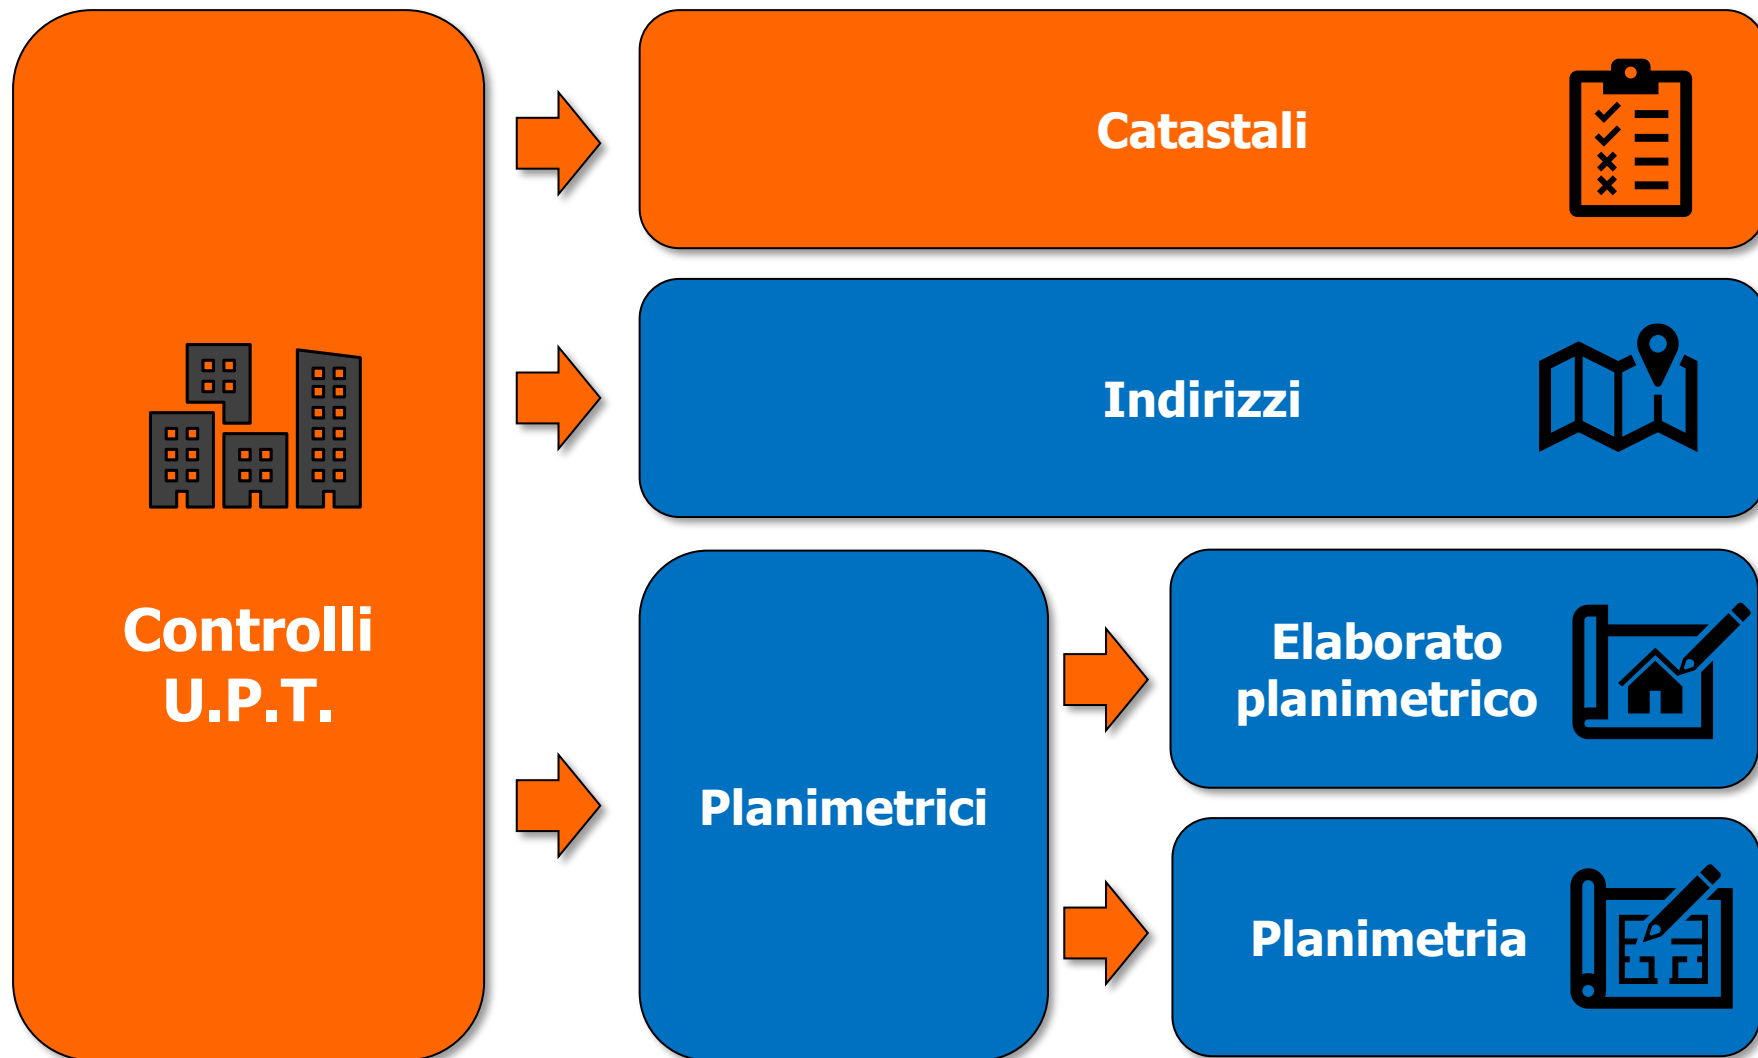 Controlli
U.P.T.
Catastali
Indirizzi
Planimetrici
Elaborato
planimetrico
Planimetria